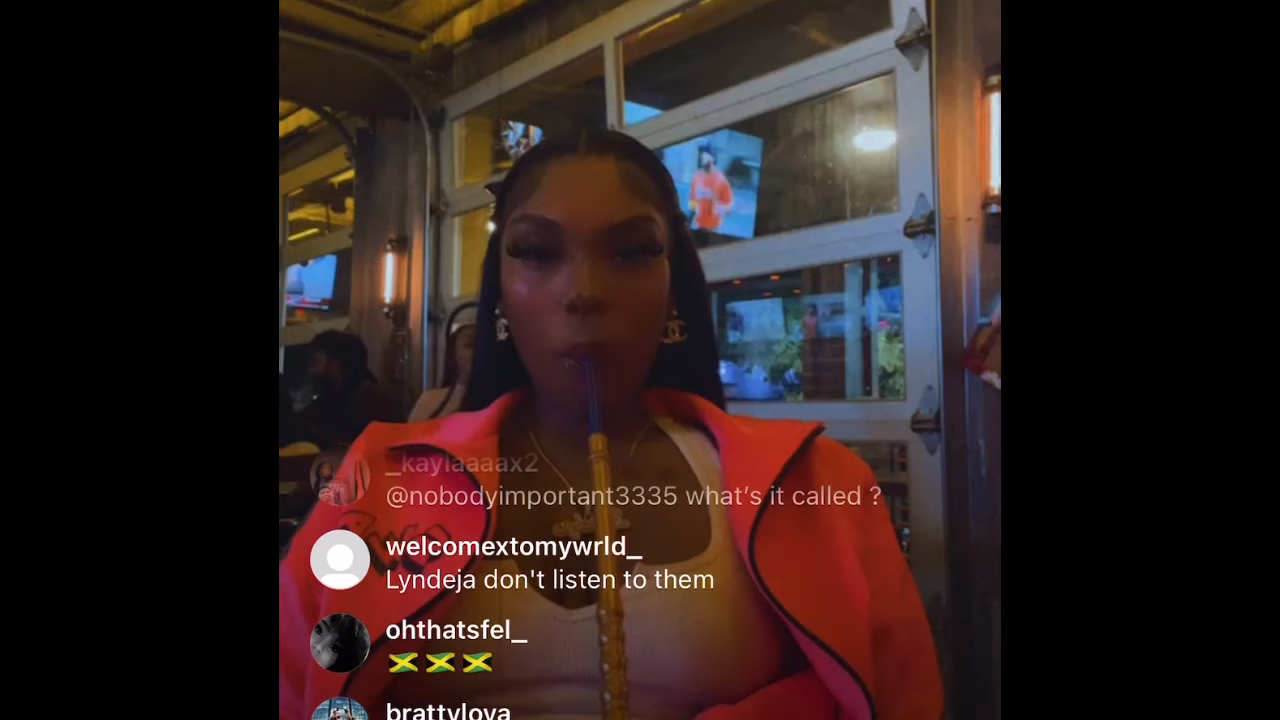 _kaylaaaax2
@nobodyimportant3335 what's it called ?
welcomextomywrld_
Lyndeja don't listen to them
ohthatsfel_
🇯🇲 🇯🇲 🇯🇲
brattylova